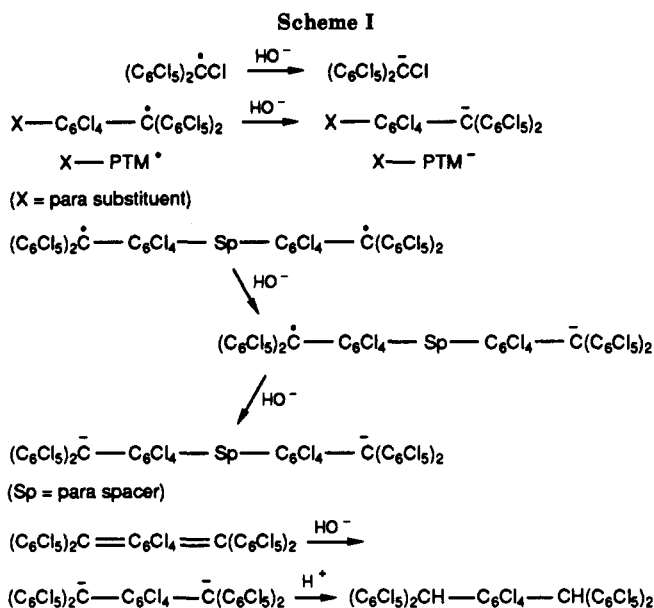 Scheme I
(C6Cl5)2ĊCl HO− (C6Cl5)2C̄Cl
X—C6Cl4—Ċ(C6Cl5)2 HO− X—C6Cl4—C̄(C6Cl5)2
X—PTM• X—PTM−
(X = para substituent)
(C6Cl5)2Ċ—C6Cl4—Sp—C6Cl4—Ċ(C6Cl5)2
HO−
(C6Cl5)2Ċ—C6Cl4—Sp—C6Cl4—C̄(C6Cl5)2
HO−
(C6Cl5)2C̄—C6Cl4—Sp—C6Cl4—C̄(C6Cl5)2
(Sp = para spacer)
(C6Cl5)2C=C6Cl4=C(C6Cl5)2 HO−
(C6Cl5)2C̄—C6Cl4—C̄(C6Cl5)2 H+ (C6Cl5)2CH—C6Cl4—CH(C6Cl5)2